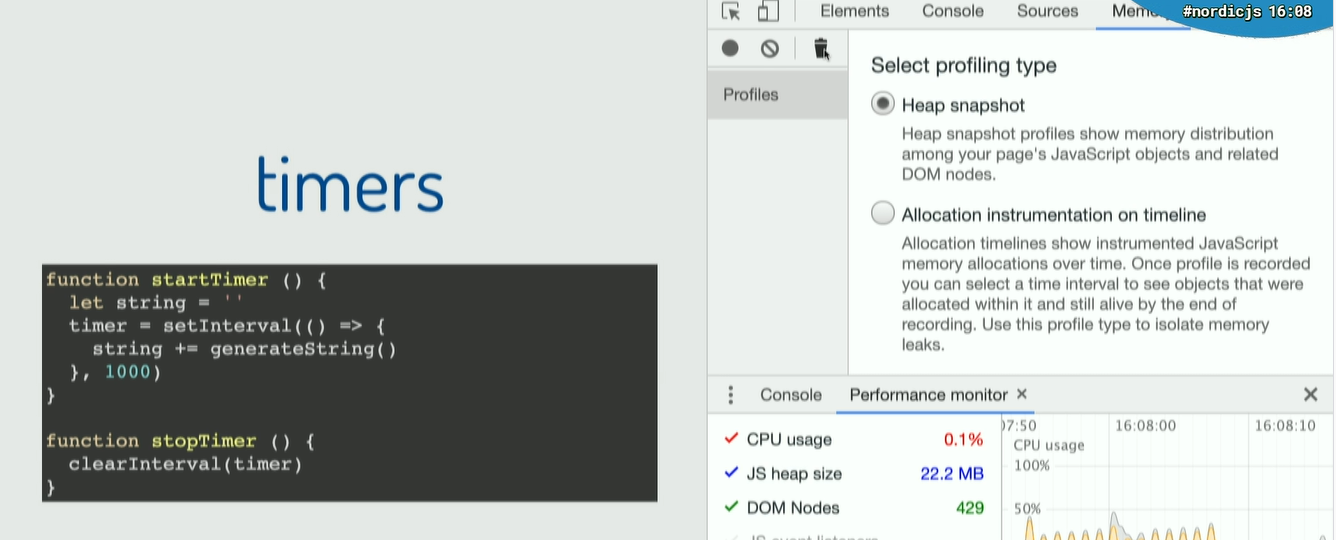 timers
function startTimer () {
  let string = ''
  timer = setInterval(() => {
    string += generateString()
  }, 1000)
}
function stopTimer () {
  clearInterval(timer)
}
Elements Console Sources
#nordicjs 16:08
Profiles
Select profiling type
Heap snapshot
Heap snapshot profiles show memory distribution
among your page's JavaScript objects and related
DOM nodes.
Allocation instrumentation on timeline
Allocation timelines show instrumented JavaScript
memory allocations over time. Once profile is recorded
you can select a time interval to see objects that were
allocated within it and still alive by the end of
recording. Use this profile type to isolate memory
leaks.
Console Performance monitor ×
CPU usage 0.1%
JS heap size 22.2 MB
DOM Nodes 429
7:50 16:08:00 16:08:10
CPU usage
100%
50%